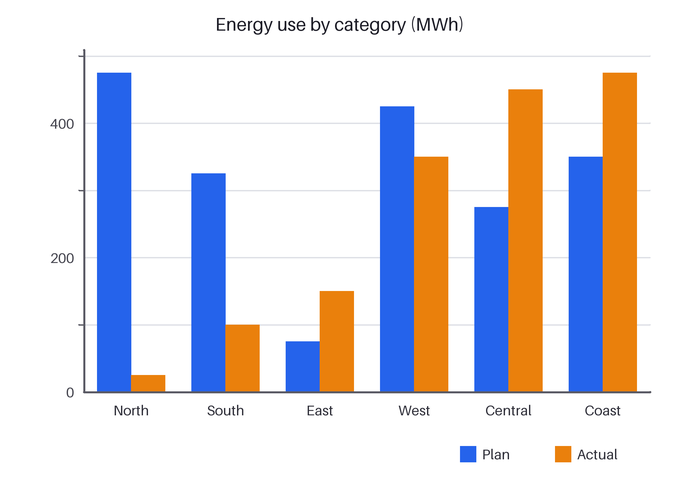 Energy use by category (MWh)
400
200
0
North South East West Central Coast
Plan Actual